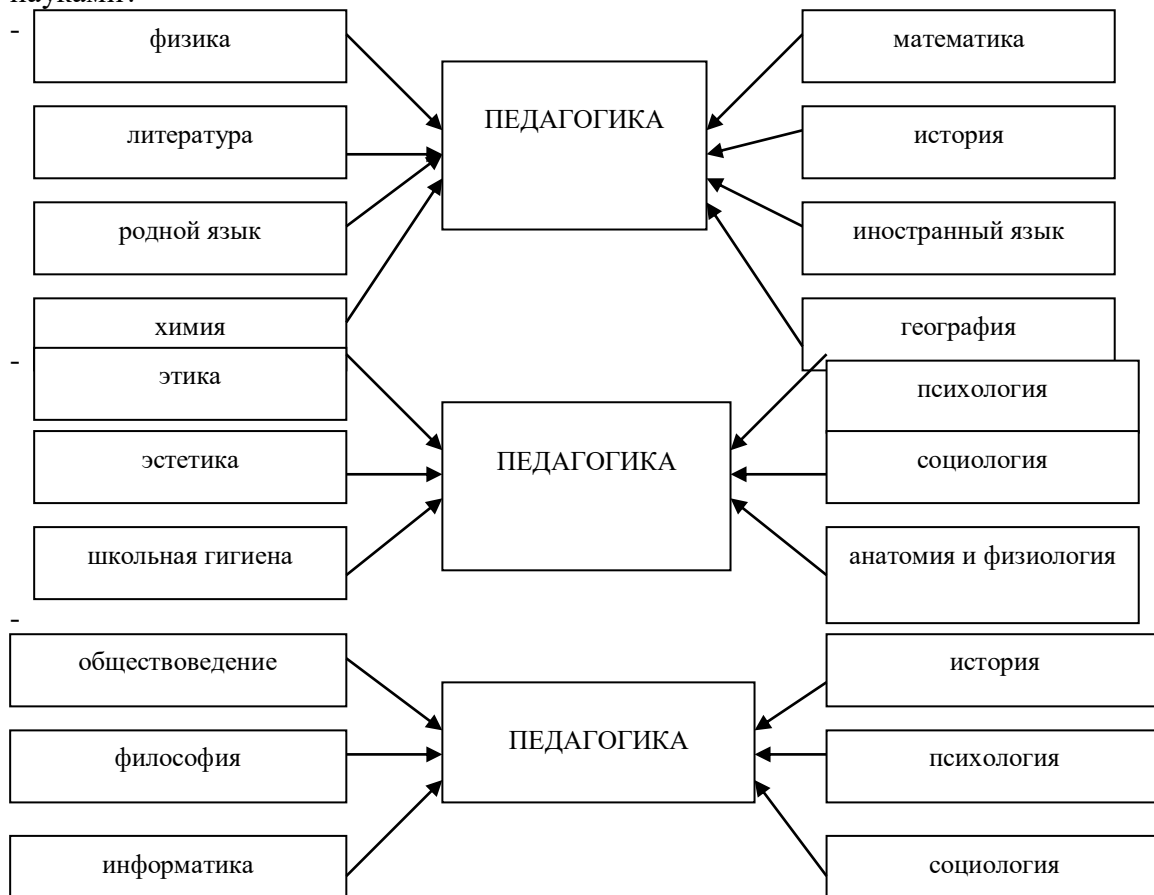 -
физика
математика
ПЕДАГОГИКА
литература
история
родной язык
иностранный язык
химия
география
-
этика
психология
эстетика
ПЕДАГОГИКА
социология
школьная гигиена
анатомия и физиология
-
обществоведение
история
ПЕДАГОГИКА
философия
психология
информатика
социология